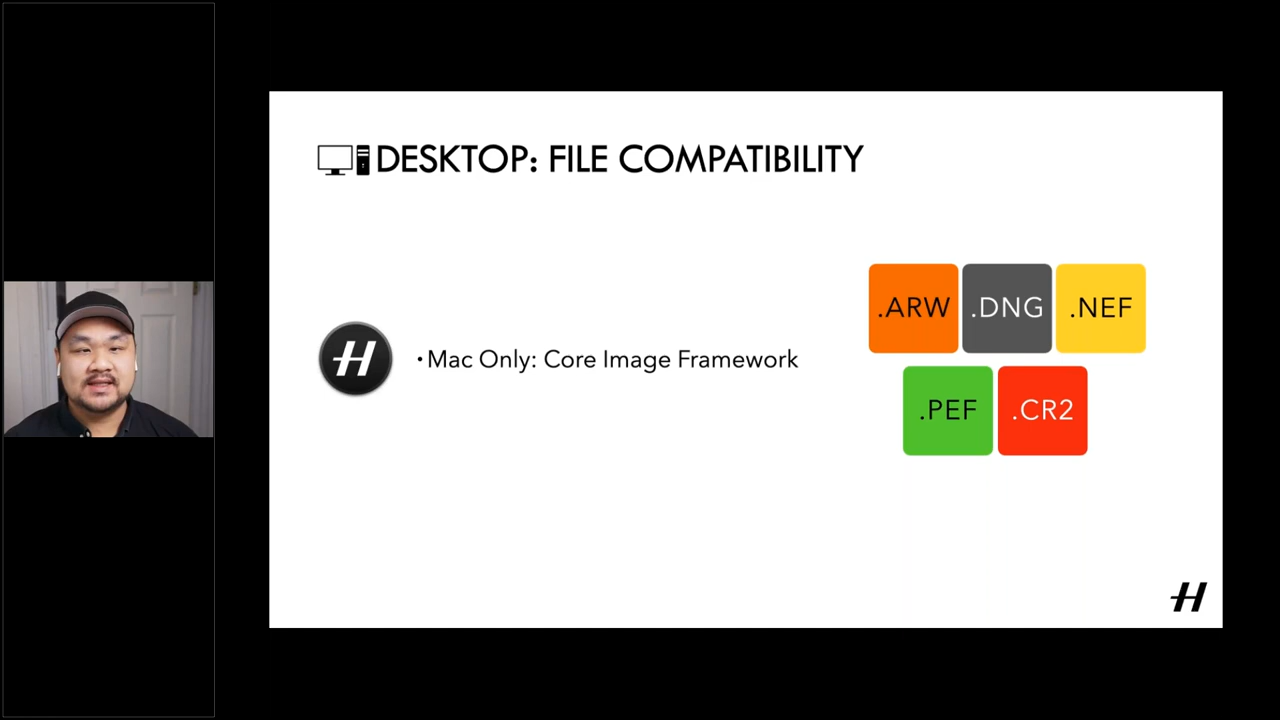 DESKTOP: FILE COMPATIBILITY
.ARW .DNG .NEF
• Mac Only: Core Image Framework
.PEF .CR2
H